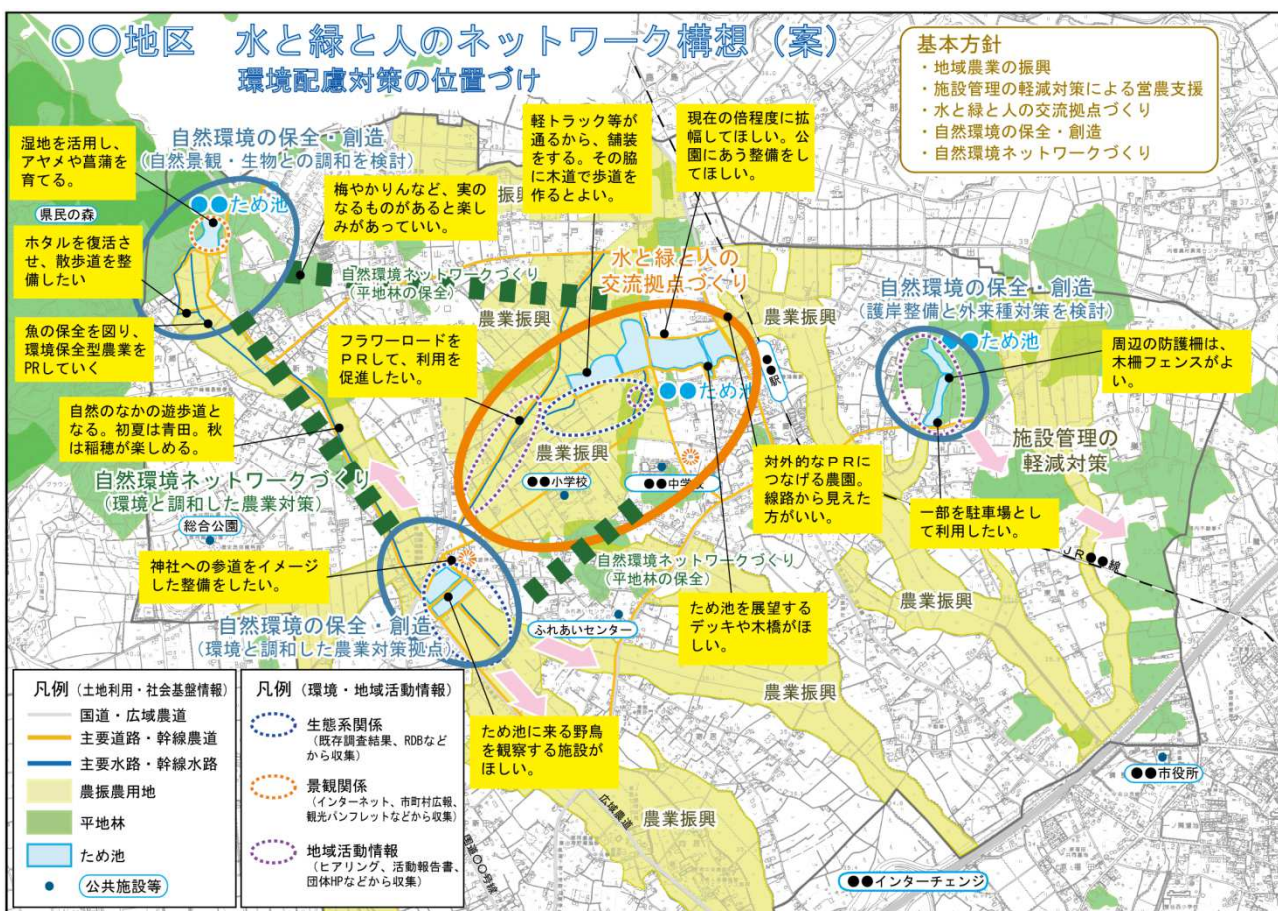 〇〇地区 水と緑と人のネットワーク構想(案)
環境配慮対策の位置づけ
基本方針
・地域農業の振興
・施設管理の軽減対策による営農支援
・水と緑と人の交流拠点づくり
・自然環境の保全・創造
・自然環境ネットワークづくり
湿地を活用し、
アヤメや菖蒲を
育てる。
自然環境の保全・創造
(自然景観・生物との調和を検討)
●●ため池
県民の森
ホタルを復活さ
せ、散歩道を整
備したい
魚の保全を図り、
環境保全型農業を
PRしていく
梅やかりんなど、実の
なるものがあると楽し
みがあっていい。
農業振興
軽トラック等が
通るから、舗装
をする。その脇
に木道で歩道を
作るとよい。
現在の倍程度に拡
幅してほしい。公
園にあう整備をし
てほしい。
自然環境ネットワークづくり
(平地林の保全)
水と緑と人の
交流拠点づくり
農業振興
農業振興
自然環境の保全・創造
(護岸整備と外来種対策を検討)
●●ため池
周辺の防護柵は、
木柵フェンスがよ
い。
フラワーロードを
PRして、利用を
促進したい。
●●駅
●●ため池
自然のなかの遊歩道と
なる。初夏は青田。秋
は稲穂が楽しめる。
農業振興
●●小学校
●●中学校
対外的なPRに
つなげる農園。
線路から見えた
方がいい。
施設管理の
軽減対策
一部を駐車場とし
て利用したい。
JR●●線
自然環境ネットワークづくり
(環境と調和した農業対策)
総合公園
神社への参道をイメージ
した整備をしたい。
自然環境ネットワークづくり
(平地林の保全)
ふれあいセンター
ため池を展望する
デッキや木橋がほ
しい。
農業振興
自然環境の保全・創造
(環境と調和した農業対策拠点)
農業振興
ため池に来る野鳥
を観察する施設が
ほしい。
農業振興
広域農道
国道〇〇号線
●●市役所
●●インターチェンジ
凡例(土地利用・社会基盤情報)
国道・広域農道
主要道路・幹線農道
主要水路・幹線水路
農振農用地
平地林
ため池
公共施設等
凡例(環境・地域活動情報)
生態系関係
(既存調査結果、RDBなど
から収集)
景観関係
(インターネット、市町村広報、
観光パンフレットなどから収集)
地域活動情報
(ヒアリング、活動報告書、
団体HPなどから収集)